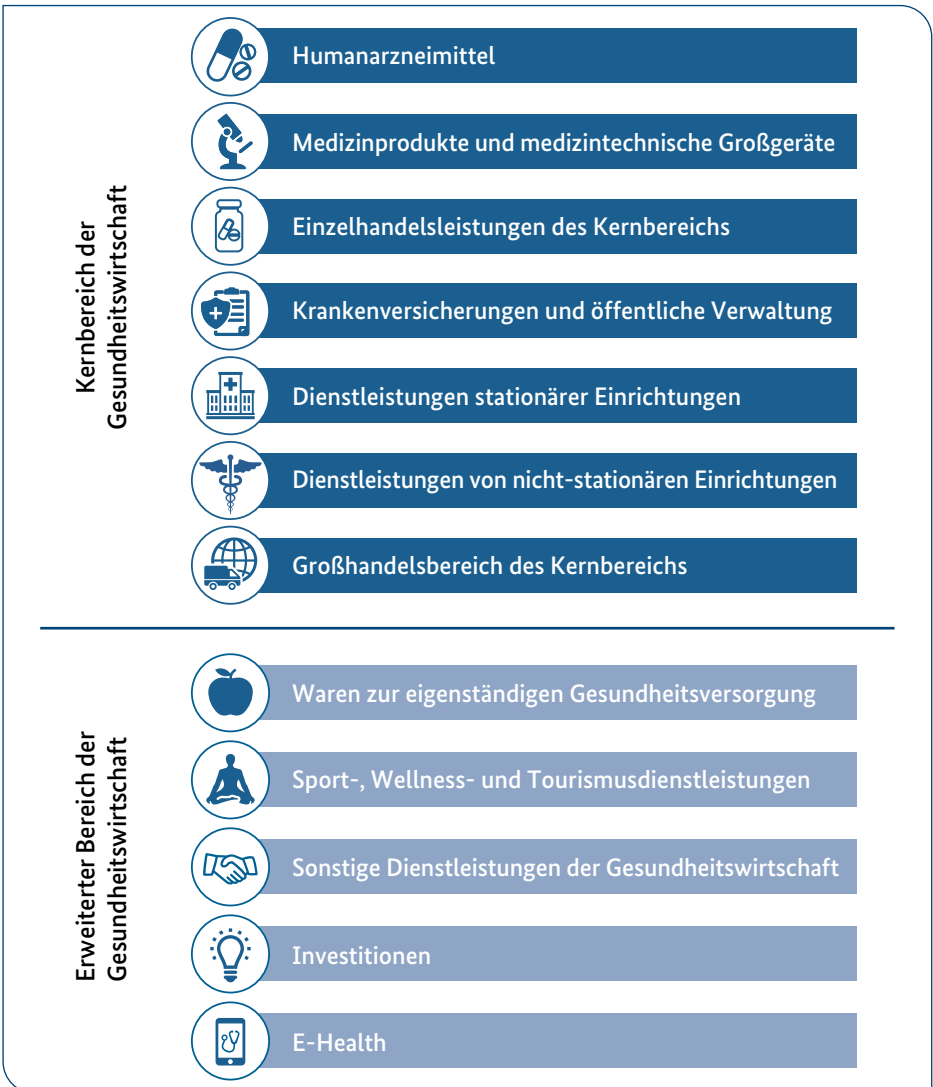 Kernbereich der
Gesundheitswirtschaft
Humanarzneimittel
Medizinprodukte und medizintechnische Großgeräte
Einzelhandelsleistungen des Kernbereichs
Krankenversicherungen und öffentliche Verwaltung
Dienstleistungen stationärer Einrichtungen
Dienstleistungen von nicht-stationären Einrichtungen
Großhandelsbereich des Kernbereichs
Erweiterter Bereich der
Gesundheitswirtschaft
Waren zur eigenständigen Gesundheitsversorgung
Sport-, Wellness- und Tourismusdienstleistungen
Sonstige Dienstleistungen der Gesundheitswirtschaft
Investitionen
E-Health